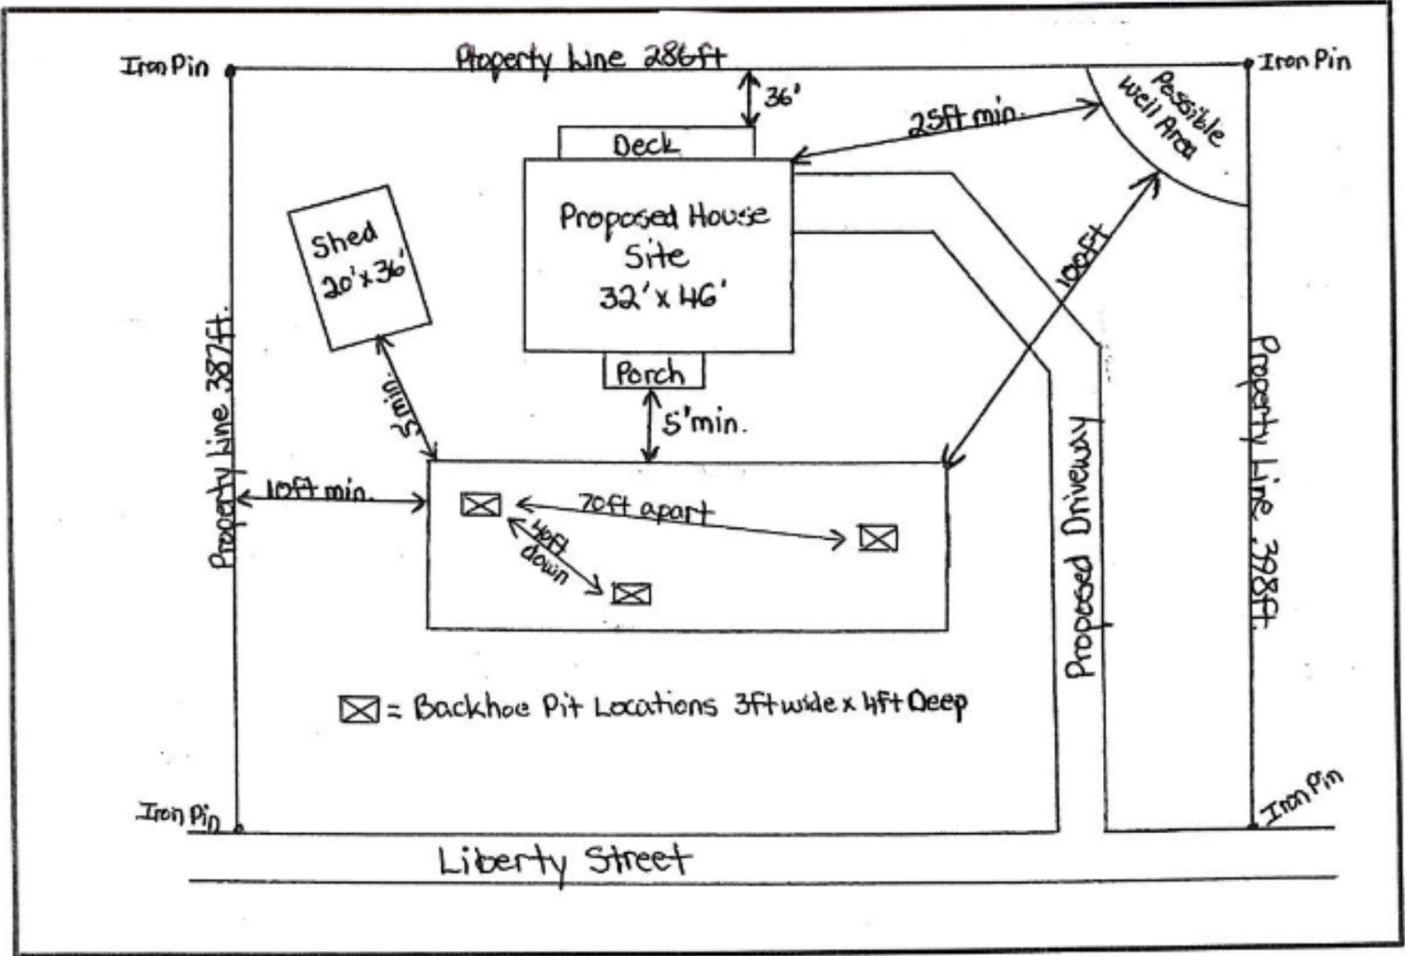 Property Line 286ft
Iron Pin
Iron Pin
36'
Possible
Well Area
25ft min.
Deck
Proposed House
Site
32' x 46'
Shed
20' x 36'
100ft
Porch
5'min.
5'min.
Property Line 387ft.
Property Line 398ft.
10ft min.
70ft apart
40ft
down
Proposed Driveway
= Backhoe Pit Locations 3ft wide x 4ft Deep
Iron Pin
Iron Pin
Liberty Street